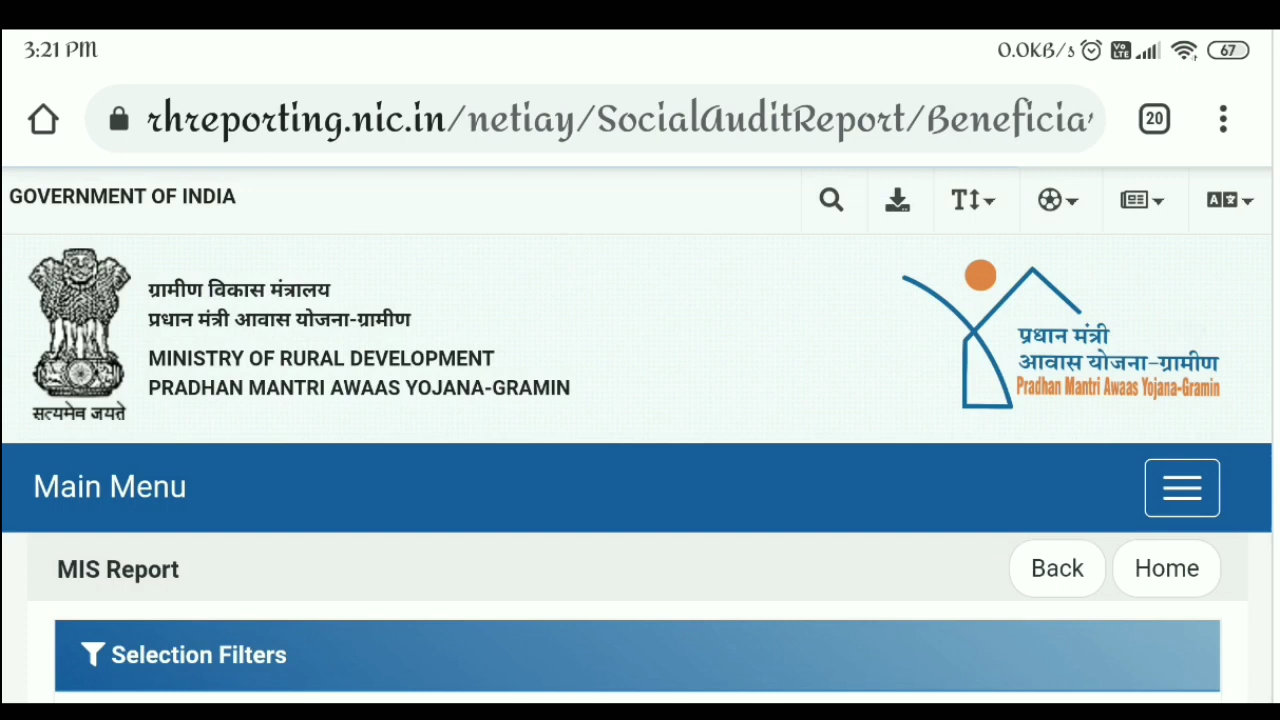 3:21 PM
0.0KB/s
Vo LTE
67
rhreporting.nic.in/netiay/SocialAuditReport/Beneficia
20
GOVERNMENT OF INDIA
T
A
सत्यमेव जयते
ग्रामीण विकास मंत्रालय
प्रधान मंत्री आवास योजना-ग्रामीण
MINISTRY OF RURAL DEVELOPMENT
PRADHAN MANTRI AWAAS YOJANA-GRAMIN
प्रधान मंत्री
आवास योजना-ग्रामीण
Pradhan Mantri Awaas Yojana-Gramin
Main Menu
MIS Report
Back
Home
Selection Filters